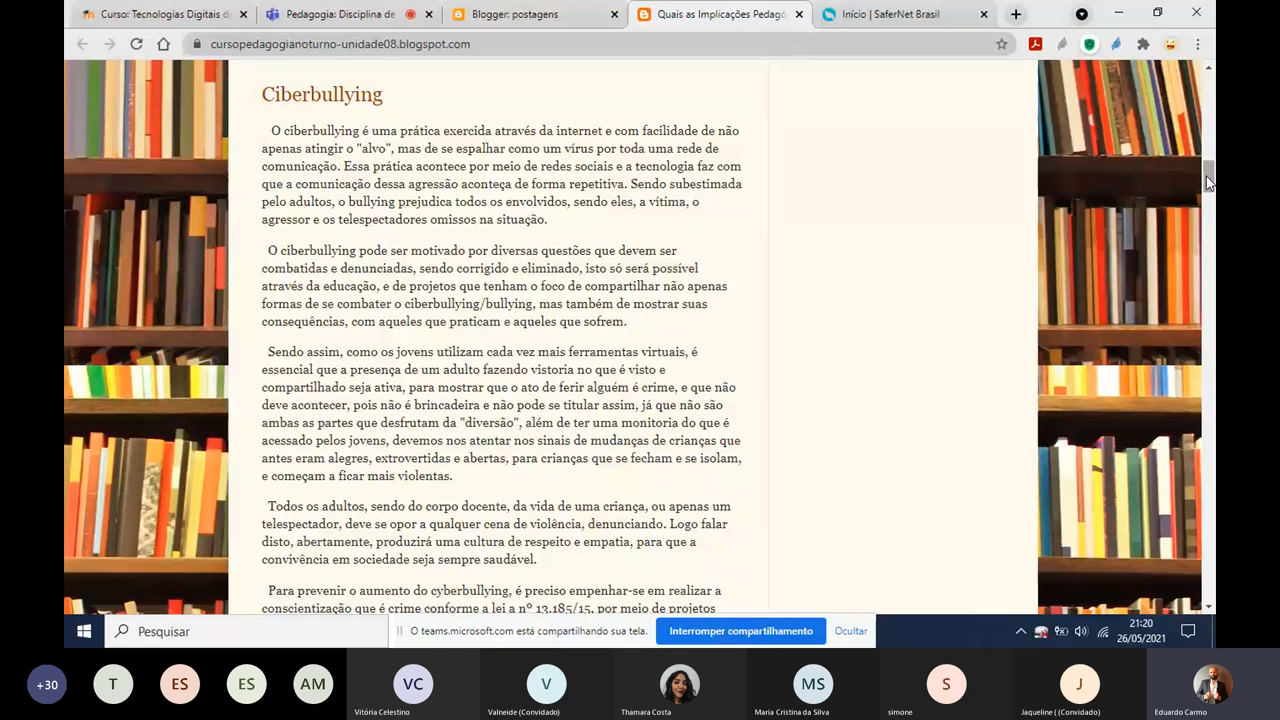 Curso: Tecnologias Digitais d
Pedagogia: Disciplina de
Blogger: postagens
Quais as Implicações Pedagó
Início | SaferNet Brasil
cursopedagogianoturno-unidade08.blogspot.com
Ciberbullying
O ciberbullying é uma prática exercida através da internet e com facilidade de não
apenas atingir o "alvo", mas de se espalhar como um vírus por toda uma rede de
comunicação. Essa prática acontece por meio de redes sociais e a tecnologia faz com
que a comunicação dessa agressão aconteça de forma repetitiva. Sendo subestimada
pelo adultos, o bullying prejudica todos os envolvidos, sendo eles, a vítima, o
agressor e os telespectadores omissos na situação.
O ciberbullying pode ser motivado por diversas questões que devem ser
combatidas e denunciadas, sendo corrigido e eliminado, isto só será possível
através da educação, e de projetos que tenham o foco de compartilhar não apenas
formas de se combater o ciberbullying/bullying, mas também de mostrar suas
consequências, com aqueles que praticam e aqueles que sofrem.
Sendo assim, como os jovens utilizam cada vez mais ferramentas virtuais, é
essencial que a presença de um adulto fazendo vistoria no que é visto e
compartilhado seja ativa, para mostrar que o ato de ferir alguém é crime, e que não
deve acontecer, pois não é brincadeira e não pode se titular assim, já que não são
ambas as partes que desfrutam da "diversão", além de ter uma monitoria do que é
acessado pelos jovens, devemos nos atentar nos sinais de mudanças de crianças que
antes eram alegres, extrovertidas e abertas, para crianças que se fecham e se isolam,
e começam a ficar mais violentas.
Todos os adultos, sendo do corpo docente, da vida de uma criança, ou apenas um
telespectador, deve se opor a qualquer cena de violência, denunciando. Logo falar
disto, abertamente, produzirá uma cultura de respeito e empatia, para que a
convivência em sociedade seja sempre saudável.
Para prevenir o aumento do cyberbullying, é preciso empenhar-se em realizar a
conscientização que é crime conforme a lei a nº 13.185/15, por meio de projetos
Pesquisar
O teams.microsoft.com está compartilhando sua tela.
Interromper compartilhamento
Ocultar
21:20
26/05/2021
+30
T
ES
ES
AM
VC
V
MS
S
J
Vitória Celestino
Valneide (Convidado)
Thamara Costa
Maria Cristina da Silva
simone
Jaqueline ( (Convidado)
Eduardo Carmo